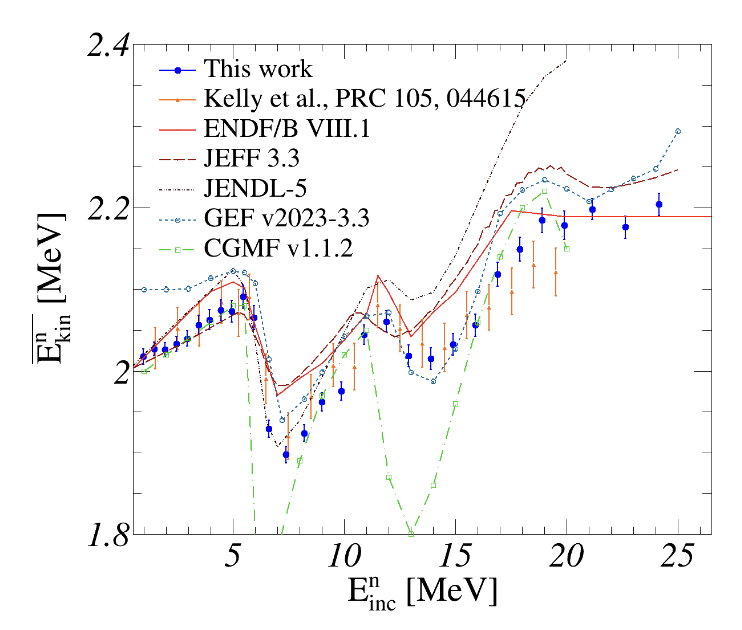 2.4
This work
Kelly et al., PRC 105, 044615
ENDF/B VIII.1
JEFF 3.3
JENDL-5
GEF v2023-3.3
CGMF v1.1.2
2.2
2
1.8
E^n_kin [MeV]
5 10 15 20 25
E^n_inc [MeV]